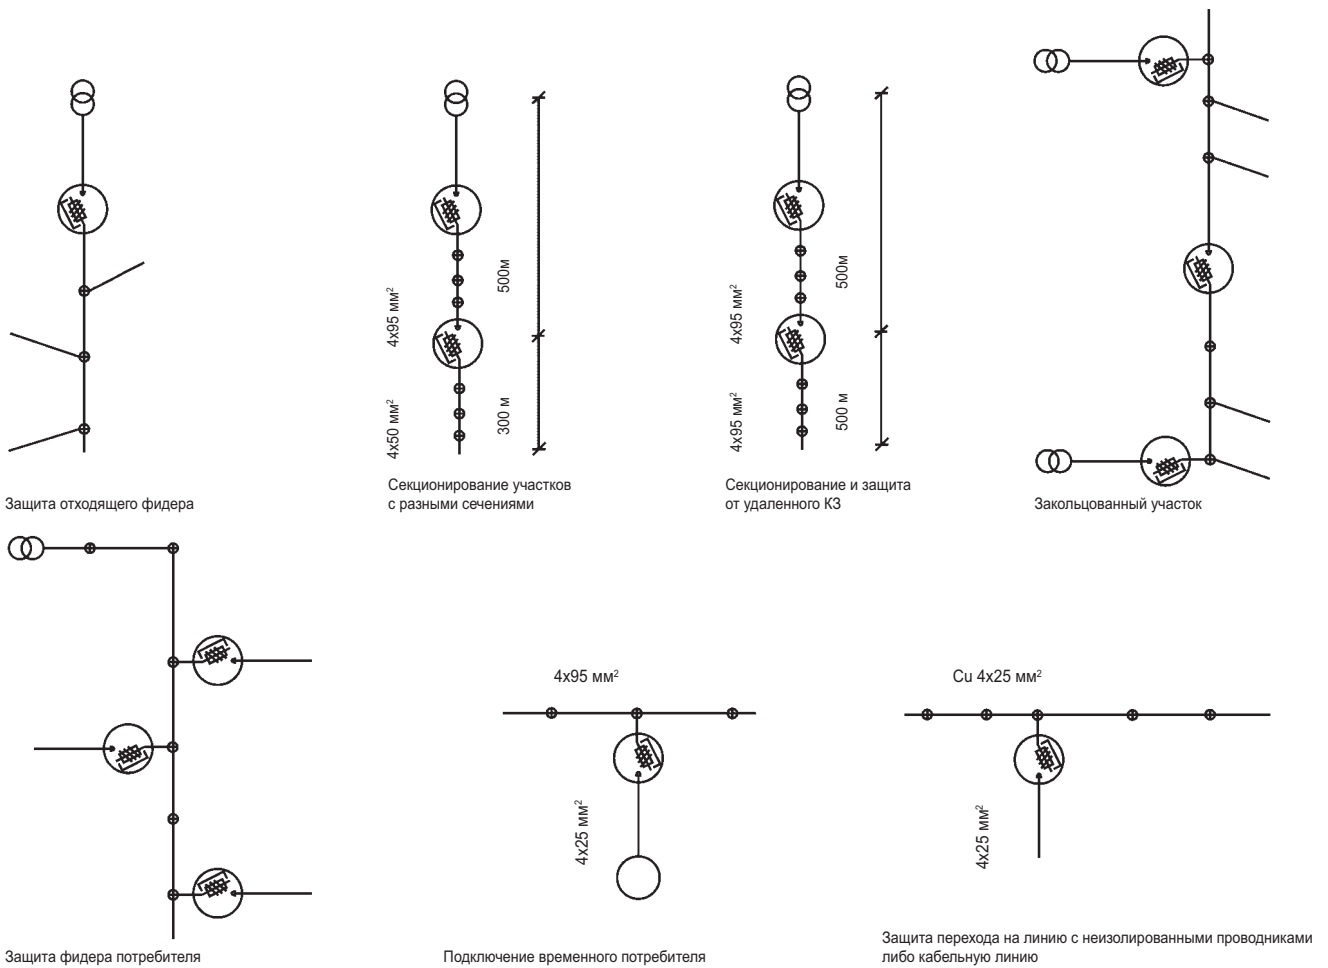 4х95 мм²
500м
4х50 мм²
300 м
4х95 мм²
500м
4х95 мм²
500 м
Защита отходящего фидера
Секционирование участков
с разными сечениями
Секционирование и защита
от удаленного КЗ
Закольцованный участок
4х95 мм²
4х25 мм²
Cu 4х25 мм²
4х25 мм²
Защита фидера потребителя
Подключение временного потребителя
Защита перехода на линию с неизолированными проводниками
либо кабельную линию